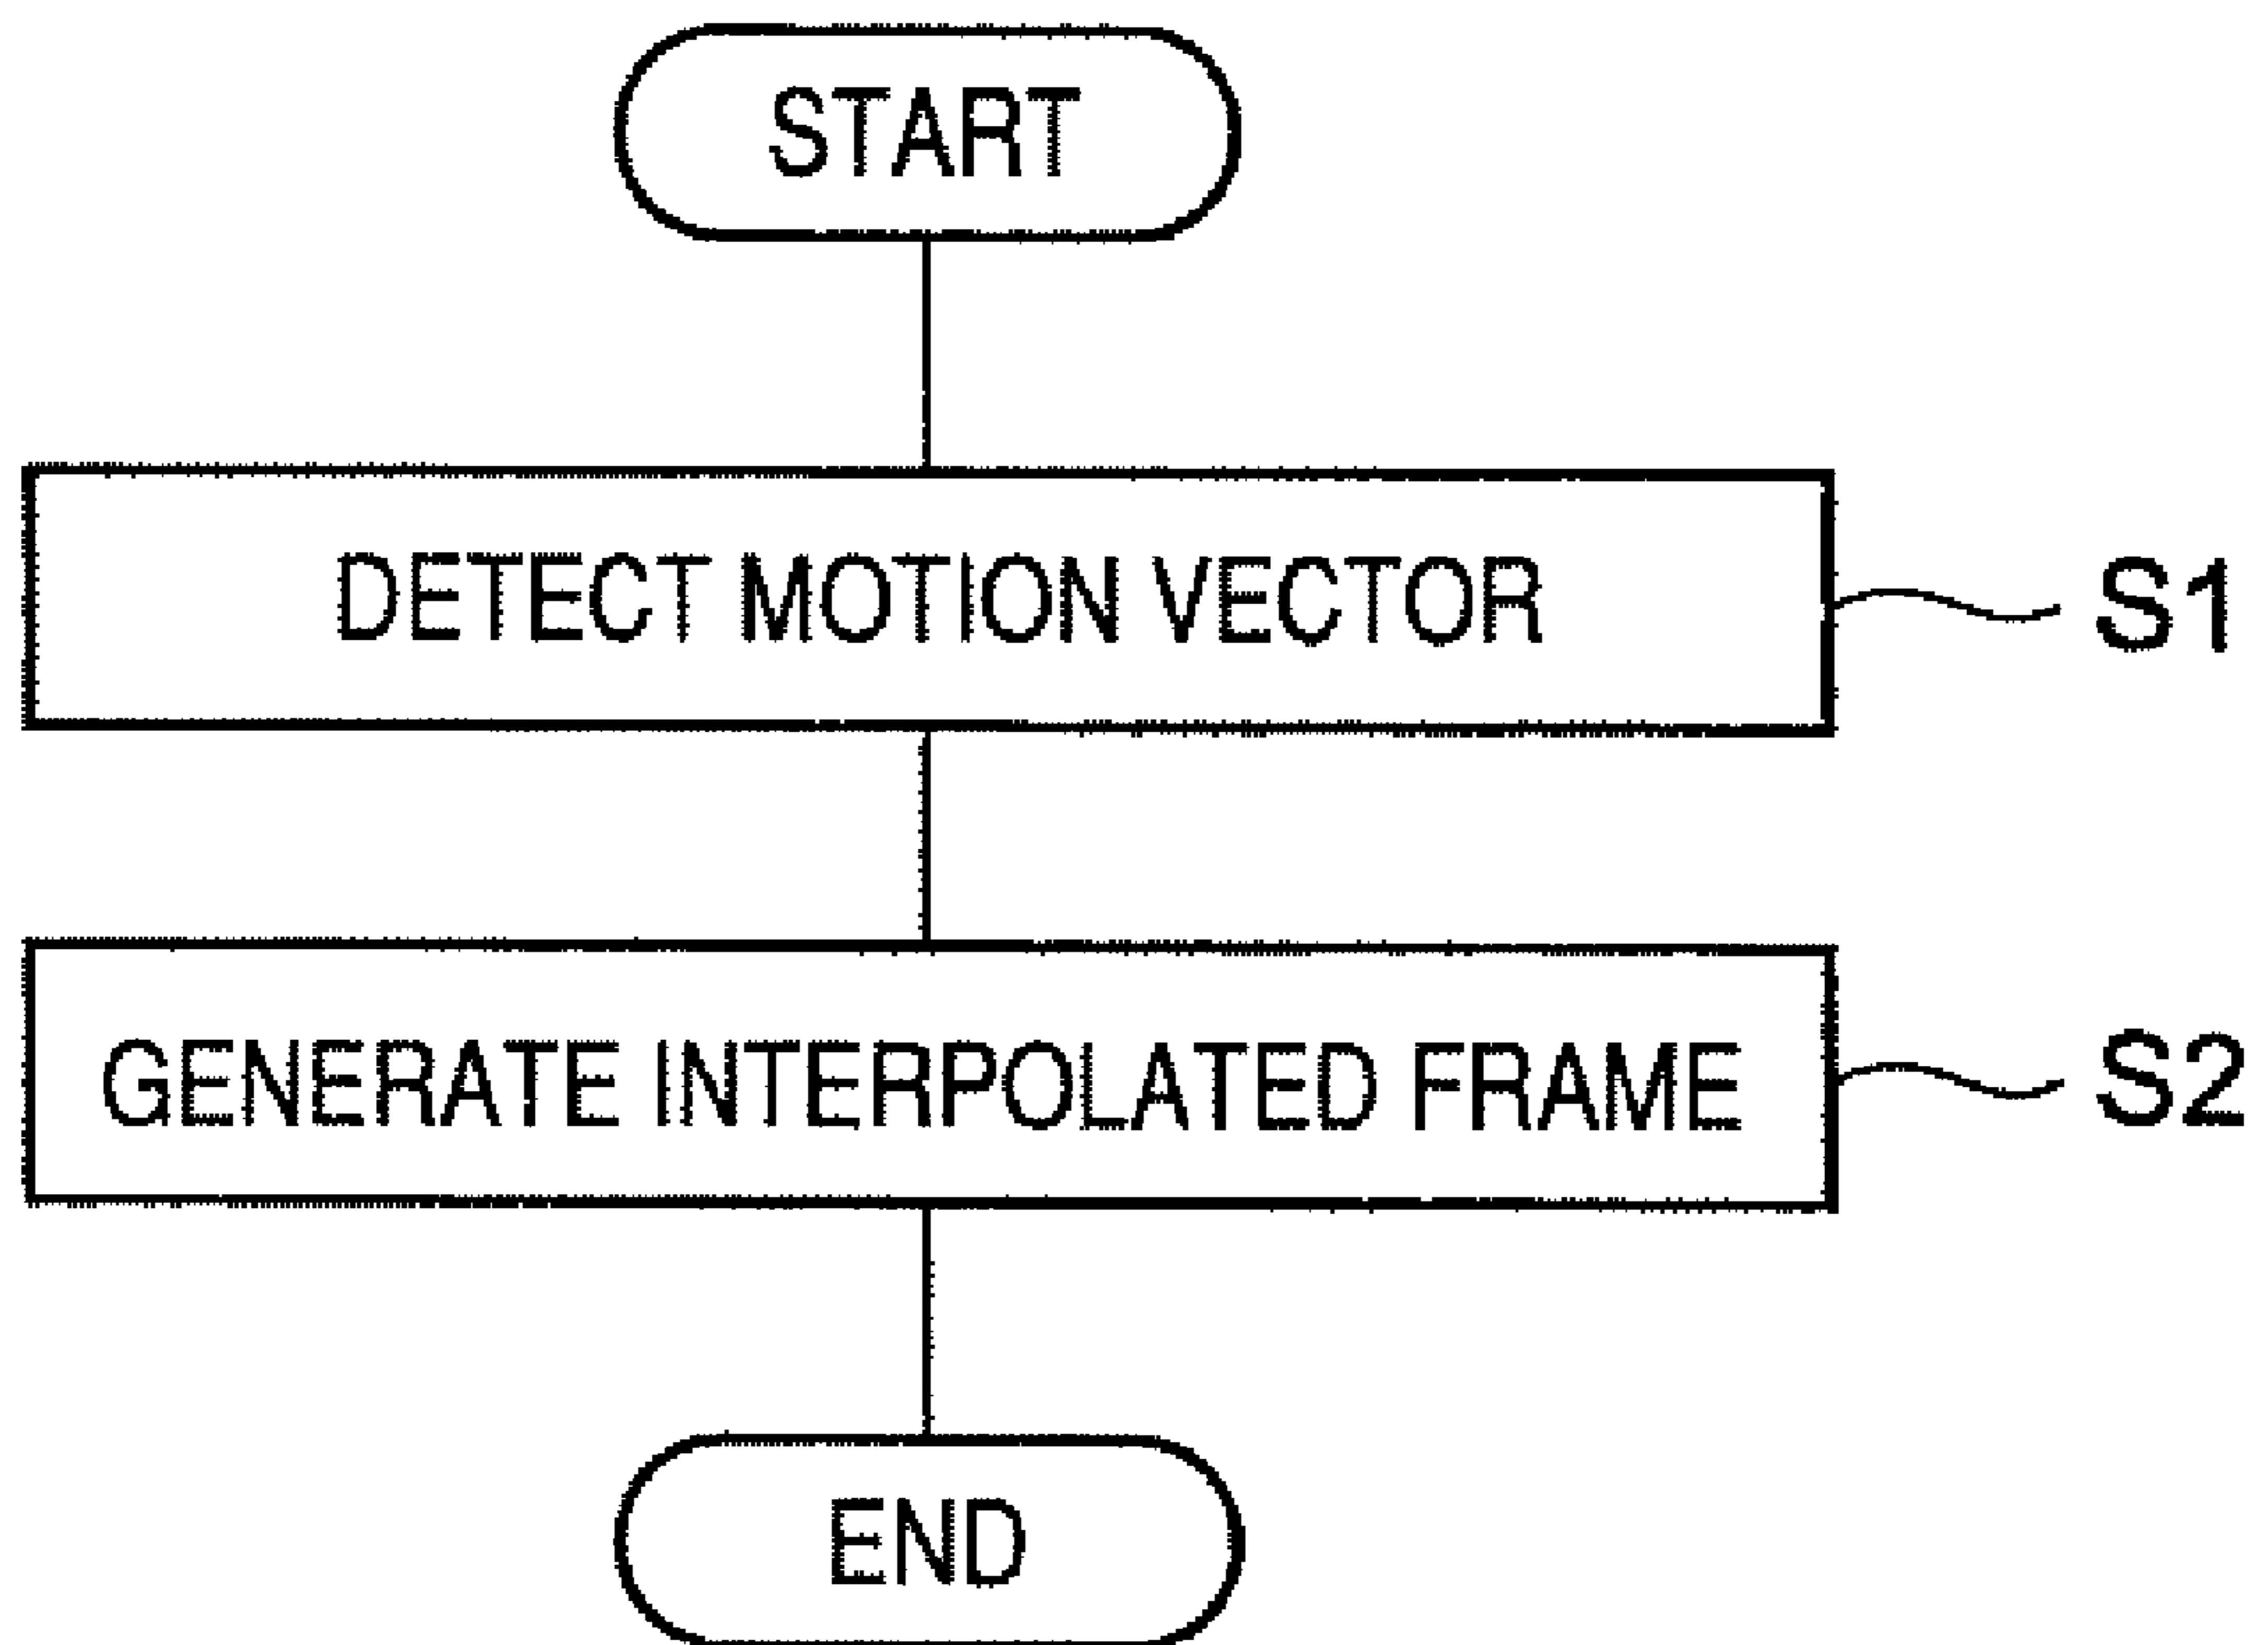 START
DETECT MOTION VECTOR
S1
GENERATE INTERPOLATED FRAME
S2
END